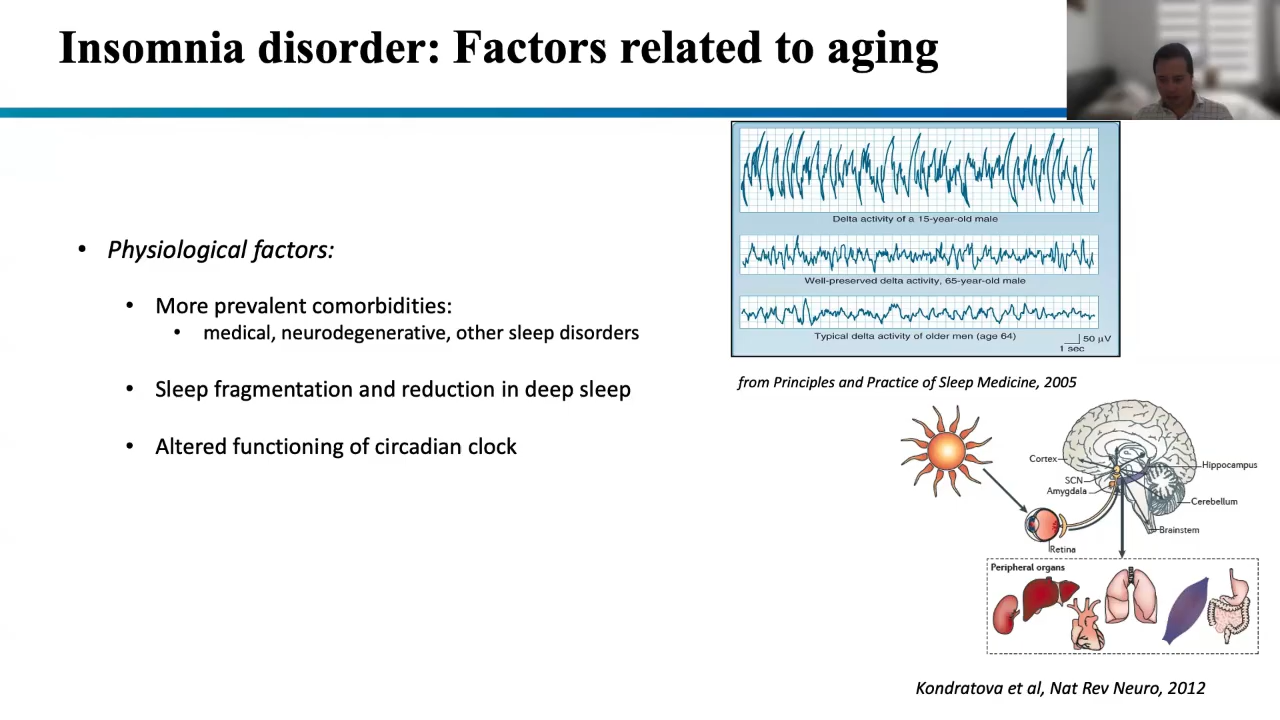 Insomnia disorder: Factors related to aging
• Physiological factors:
• More prevalent comorbidities:
• medical, neurodegenerative, other sleep disorders
• Sleep fragmentation and reduction in deep sleep
• Altered functioning of circadian clock
Delta activity of a 15-year-old male
Well-preserved delta activity, 65-year-old male
Typical delta activity of older men (age 64)
50 µV
1 sec
from Principles and Practice of Sleep Medicine, 2005
Cortex
SCN
Amygdala
Hippocampus
Cerebellum
Brainstem
Retina
Peripheral organs
Kondratova et al, Nat Rev Neuro, 2012